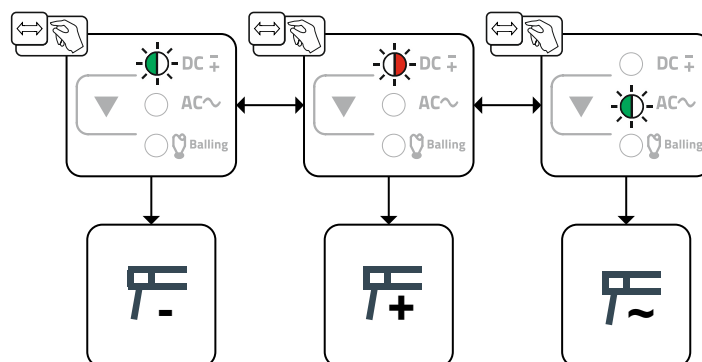 DC ∓
AC～
Balling
DC ∓
AC～
Balling
DC ∓
AC～
Balling
-
+
~